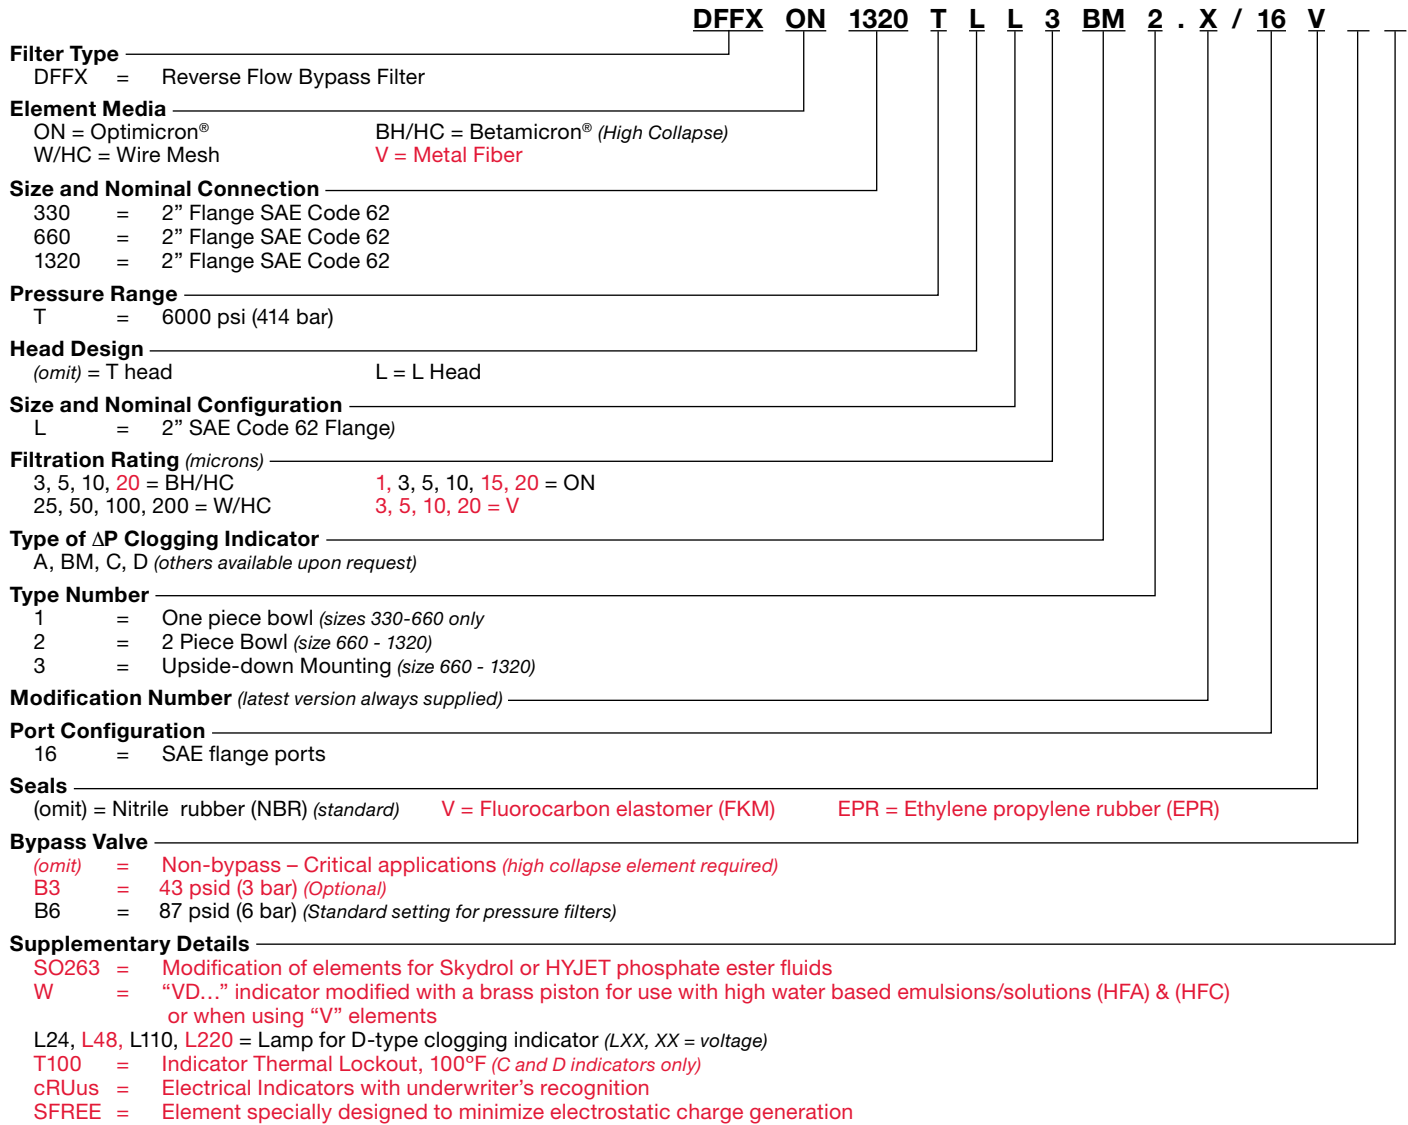 DFFX ON 1320 T L L 3 BM 2 . X / 16 V
Filter Type
DFFX = Reverse Flow Bypass Filter
Element Media
ON = Optimicron® BH/HC = Betamicron® (High Collapse)
W/HC = Wire Mesh V = Metal Fiber
Size and Nominal Connection
330 = 2” Flange SAE Code 62
660 = 2” Flange SAE Code 62
1320 = 2” Flange SAE Code 62
Pressure Range
T = 6000 psi (414 bar)
Head Design
(omit) = T head L = L Head
Size and Nominal Configuration
L = 2” SAE Code 62 Flange)
Filtration Rating (microns)
3, 5, 10, 20 = BH/HC 1, 3, 5, 10, 15, 20 = ON
25, 50, 100, 200 = W/HC 3, 5, 10, 20 = V
Type of ΔP Clogging Indicator
A, BM, C, D (others available upon request)
Type Number
1 = One piece bowl (sizes 330-660 only
2 = 2 Piece Bowl (size 660 - 1320)
3 = Upside-down Mounting (size 660 - 1320)
Modification Number (latest version always supplied)
Port Configuration
16 = SAE flange ports
Seals
(omit) = Nitrile rubber (NBR) (standard) V = Fluorocarbon elastomer (FKM) EPR = Ethylene propylene rubber (EPR)
Bypass Valve
(omit) = Non-bypass – Critical applications (high collapse element required)
B3 = 43 psid (3 bar) (Optional)
B6 = 87 psid (6 bar) (Standard setting for pressure filters)
Supplementary Details
SO263 = Modification of elements for Skydrol or HYJET phosphate ester fluids
W = “VD…” indicator modified with a brass piston for use with high water based emulsions/solutions (HFA) & (HFC)
or when using “V” elements
L24, L48, L110, L220 = Lamp for D-type clogging indicator (LXX, XX = voltage)
T100 = Indicator Thermal Lockout, 100ºF (C and D indicators only)
cRUus = Electrical Indicators with underwriter’s recognition
SFREE = Element specially designed to minimize electrostatic charge generation